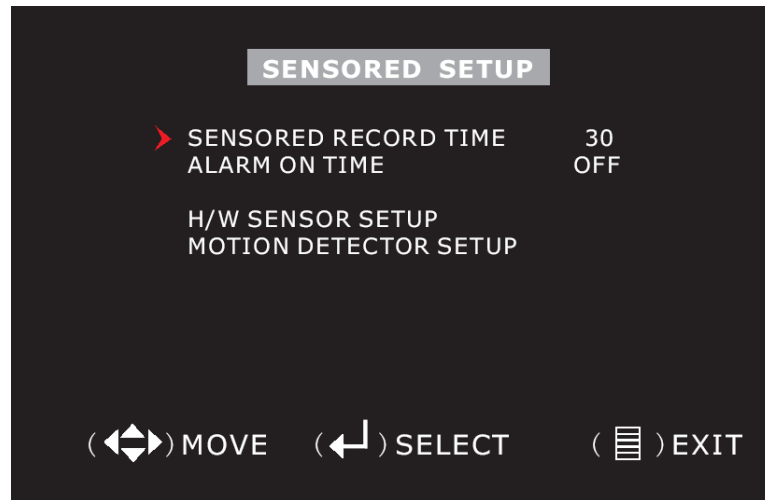 SENSORED SETUP
SENSORED RECORD TIME 30
ALARM ON TIME OFF
H/W SENSOR SETUP
MOTION DETECTOR SETUP
( ) MOVE ( ) SELECT ( ) EXIT